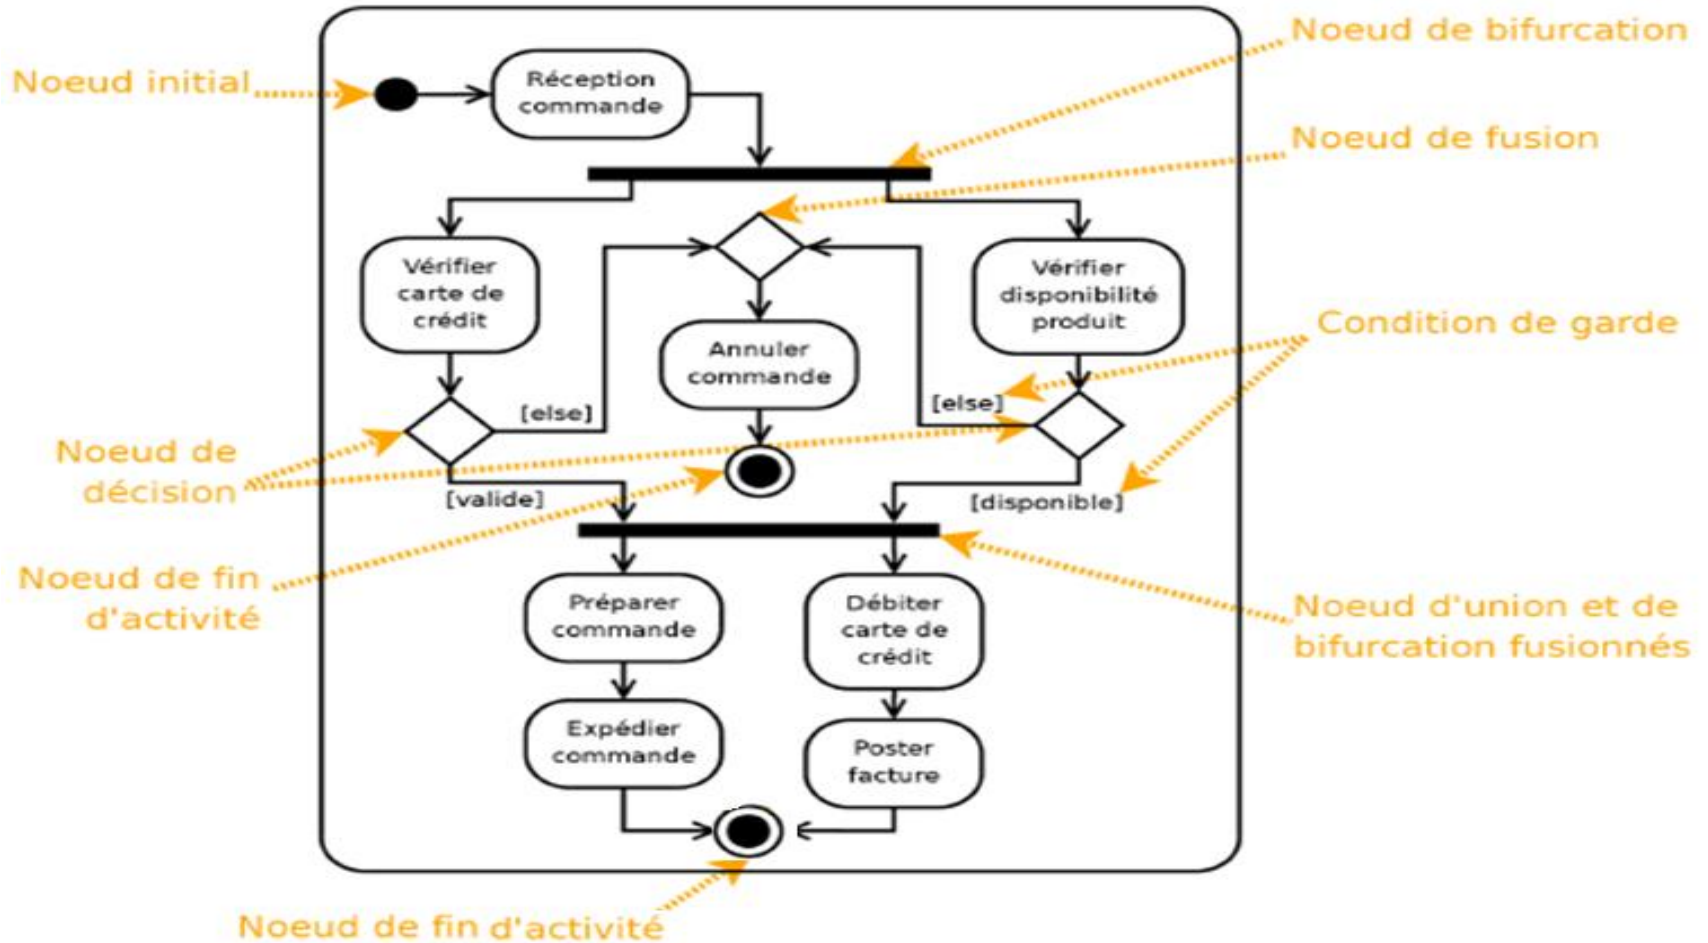 Noeud de bifurcation
Noeud initial
Réception
commande
Noeud de fusion
Vérifier
carte de
crédit
Vérifier
disponibilité
produit
Annuler
commande
Condition de garde
[else]
[else]
Noeud de
décision
[valide]
[disponible]
Noeud de fin
d'activité
Préparer
commande
Débiter
carte de
crédit
Noeud d'union et de
bifurcation fusionnés
Expédier
commande
Poster
facture
Noeud de fin d'activité